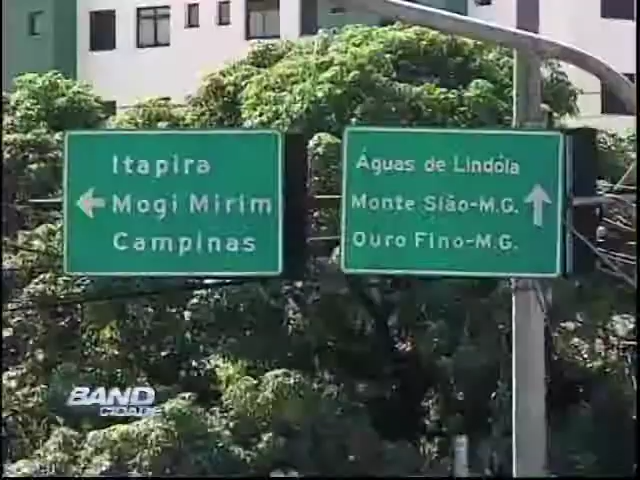 Itapira
Mogi Mirim
Campinas
Águas de Lindóia
Monte Sião-M.G.
Ouro Fino-M.G.
BAND
CIDADE